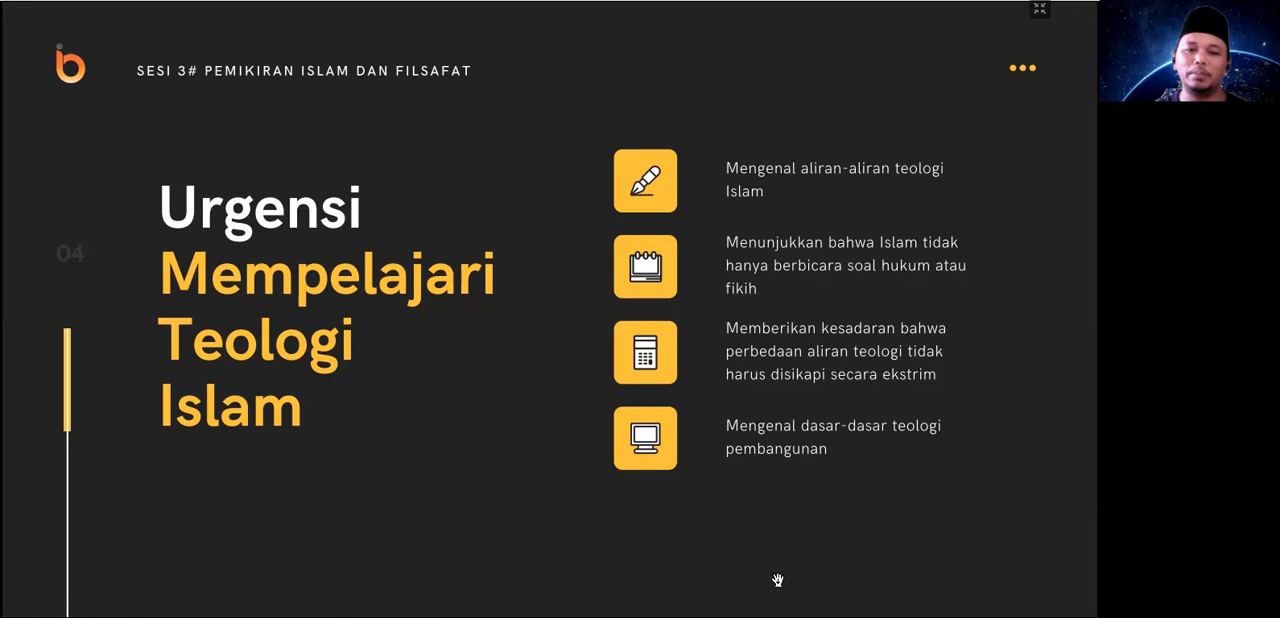 SESI 3# PEMIKIRAN ISLAM DAN FILSAFAT
04
Urgensi
Mempelajari
Teologi
Islam
Mengenal aliran-aliran teologi
Islam
Menunjukkan bahwa Islam tidak
hanya berbicara soal hukum atau
fikih
Memberikan kesadaran bahwa
perbedaan aliran teologi tidak
harus disikapi secara ekstrim
Mengenal dasar-dasar teologi
pembangunan